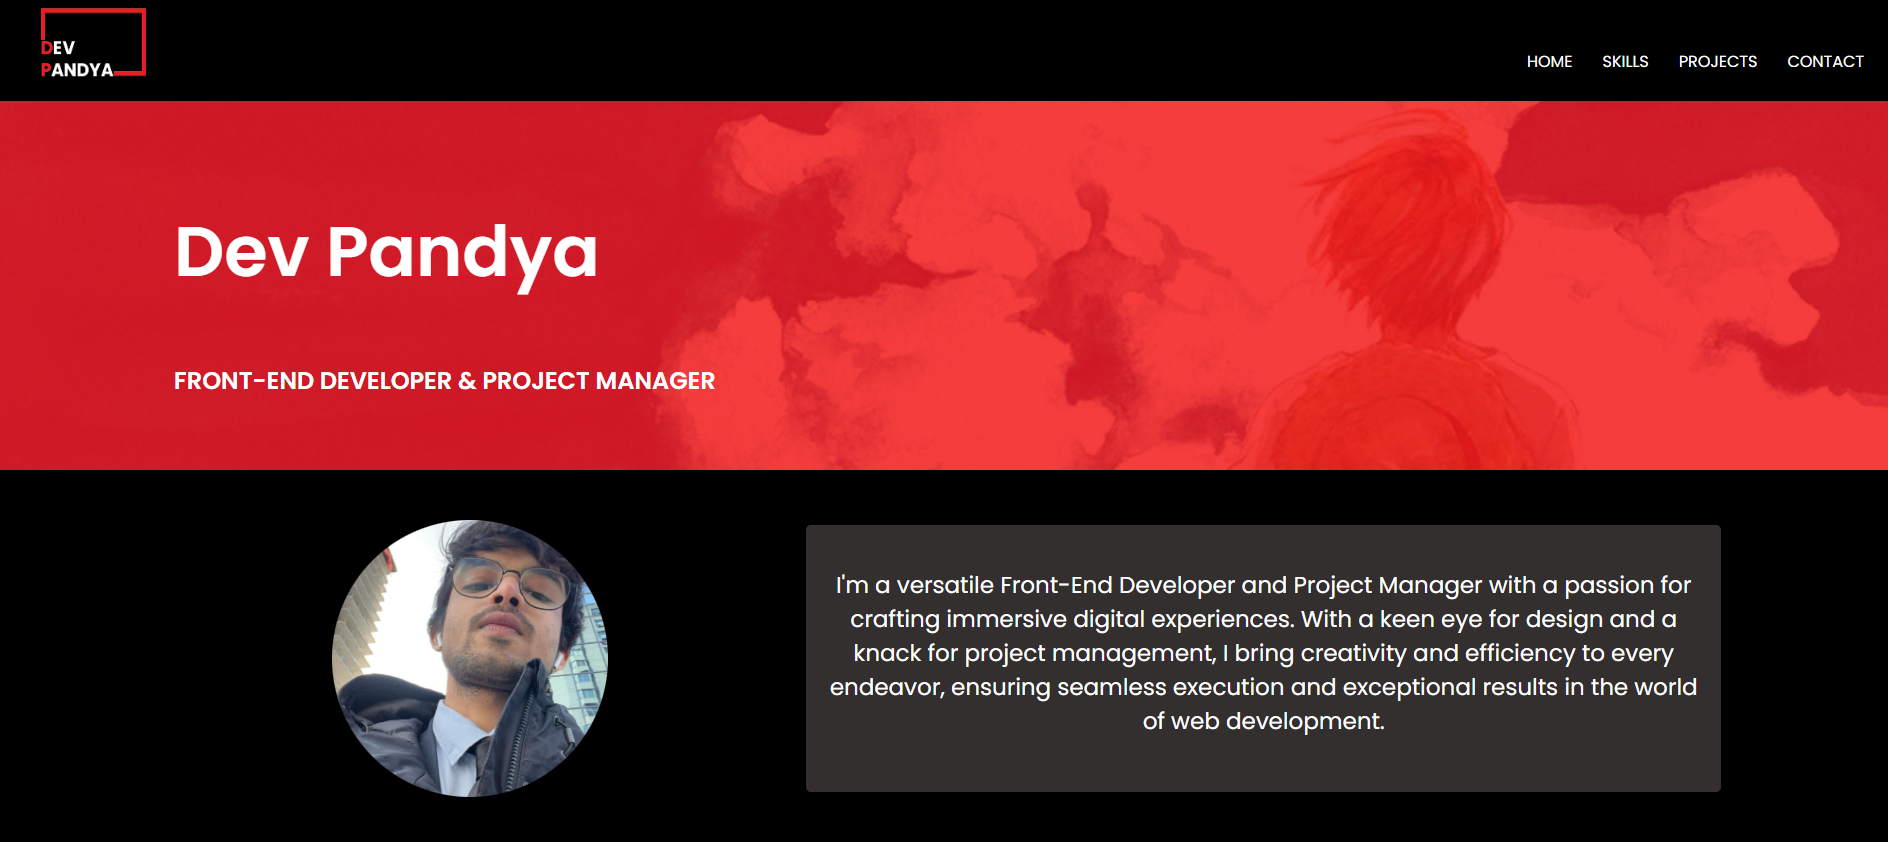 DEV
PANDYA
HOME SKILLS PROJECTS CONTACT
Dev Pandya
FRONT-END DEVELOPER & PROJECT MANAGER
I'm a versatile Front-End Developer and Project Manager with a passion for
crafting immersive digital experiences. With a keen eye for design and a
knack for project management, I bring creativity and efficiency to every
endeavor, ensuring seamless execution and exceptional results in the world
of web development.